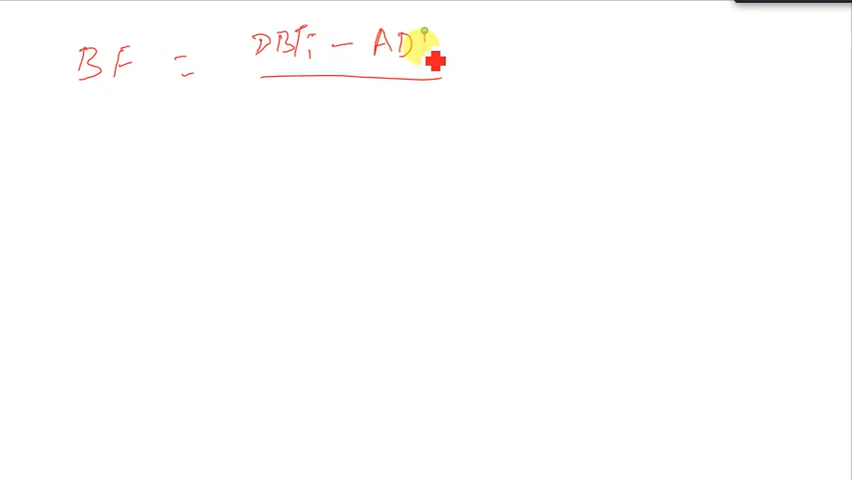 BF = DBTi - AD